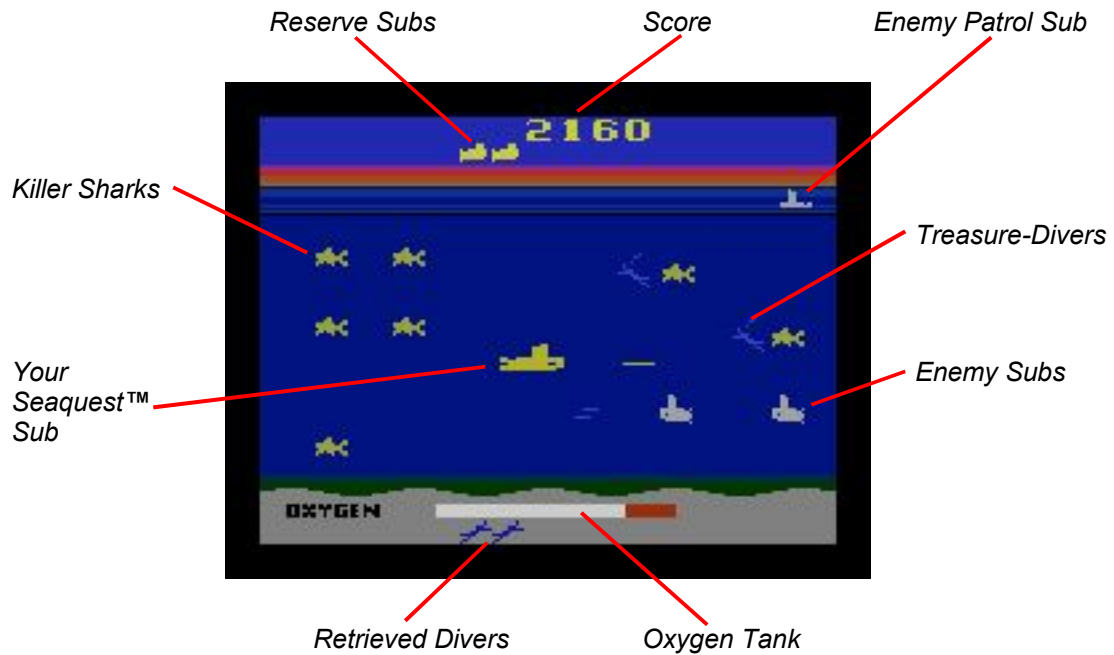 Reserve Subs
Score
Enemy Patrol Sub
2160
Killer Sharks
Treasure-Divers
Your
Seaquest™
Sub
Enemy Subs
OXYGEN
Retrieved Divers
Oxygen Tank